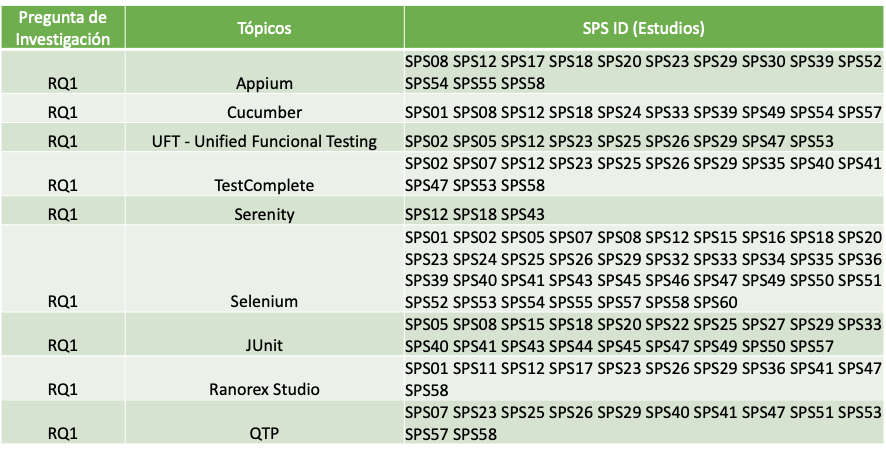 Pregunta de
Investigación
Tópicos
SPS ID (Estudios)
RQ1
Appium
SPS08 SPS12 SPS17 SPS18 SPS20 SPS23 SPS29 SPS30 SPS39 SPS52
SPS54 SPS55 SPS58
RQ1
Cucumber
SPS01 SPS08 SPS12 SPS18 SPS24 SPS33 SPS39 SPS49 SPS54 SPS57
RQ1
UFT - Unified Funcional Testing
SPS02 SPS05 SPS12 SPS23 SPS25 SPS26 SPS29 SPS47 SPS53
RQ1
TestComplete
SPS02 SPS07 SPS12 SPS23 SPS25 SPS26 SPS29 SPS35 SPS40 SPS41
SPS47 SPS53 SPS58
RQ1
Serenity
SPS12 SPS18 SPS43
RQ1
Selenium
SPS01 SPS02 SPS05 SPS07 SPS08 SPS12 SPS15 SPS16 SPS18 SPS20
SPS23 SPS24 SPS25 SPS26 SPS29 SPS32 SPS33 SPS34 SPS35 SPS36
SPS39 SPS40 SPS41 SPS43 SPS45 SPS46 SPS47 SPS49 SPS50 SPS51
SPS52 SPS53 SPS54 SPS55 SPS57 SPS58 SPS60
RQ1
JUnit
SPS05 SPS08 SPS15 SPS18 SPS20 SPS22 SPS25 SPS27 SPS29 SPS33
SPS40 SPS41 SPS43 SPS44 SPS45 SPS47 SPS49 SPS50 SPS57
RQ1
Ranorex Studio
SPS01 SPS11 SPS12 SPS17 SPS23 SPS26 SPS29 SPS36 SPS41 SPS47
SPS58
RQ1
QTP
SPS07 SPS23 SPS25 SPS26 SPS29 SPS40 SPS41 SPS47 SPS51 SPS53
SPS57 SPS58